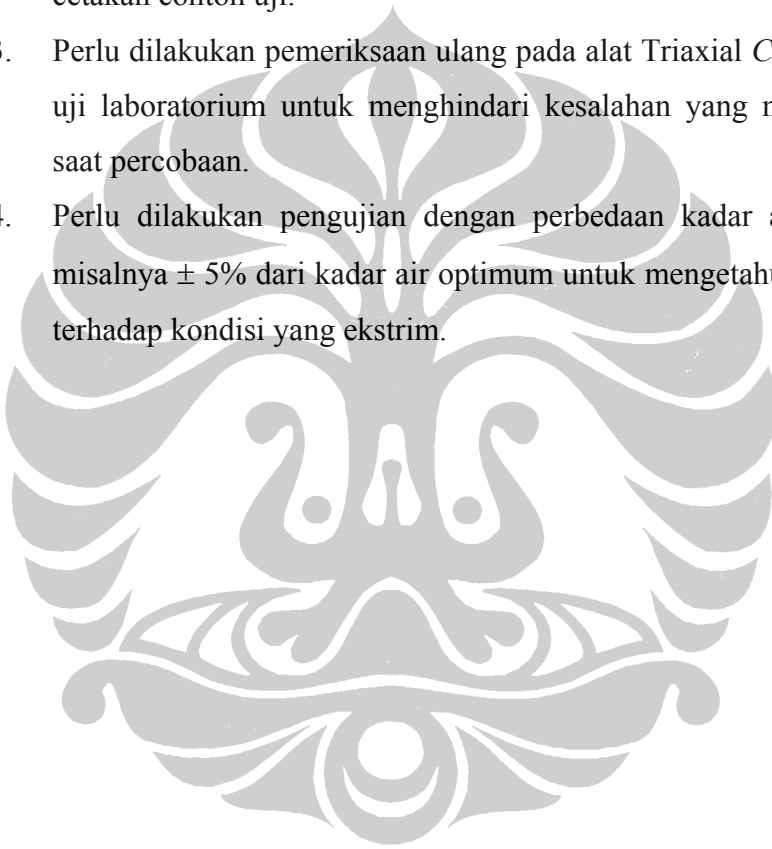 cetakan contoh uji.
3. Perlu dilakukan pemeriksaan ulang pada alat Triaxial
uji laboratorium untuk menghindari kesalahan yang
saat percobaan.
4. Perlu dilakukan pengujian dengan perbedaan kadar
misalnya ± 5% dari kadar air optimum untuk
terhadap kondisi yang ekstrim.